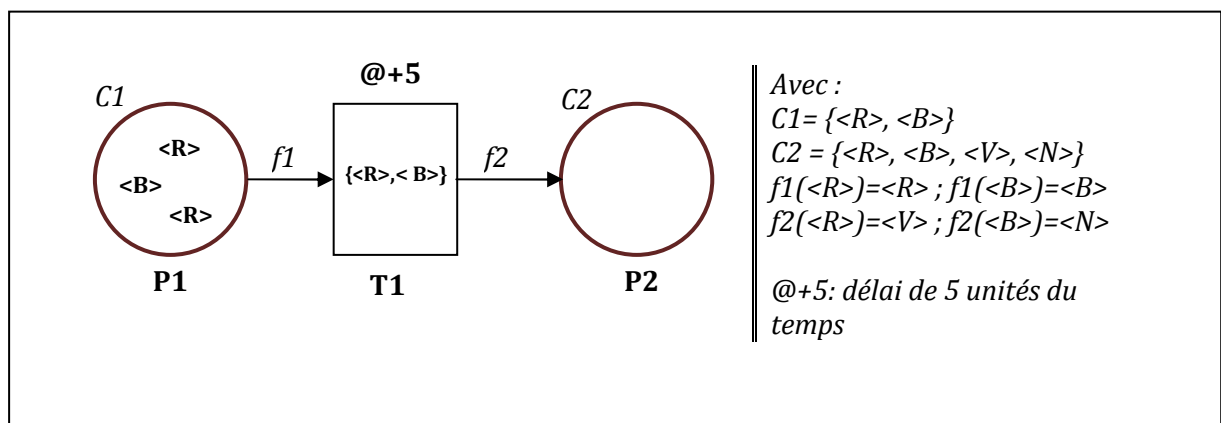 @+5
C1
C2
<R>
<B>
<R>
f1
{<R>,< B>}
f2
P1
T1
P2
Avec :
C1= {<R>, <B>}
C2 = {<R>, <B>, <V>, <N>}
f1(<R>)=<R> ; f1(<B>)=<B>
f2(<R>)=<V> ; f2(<B>)=<N>
@+5: délai de 5 unités du
temps